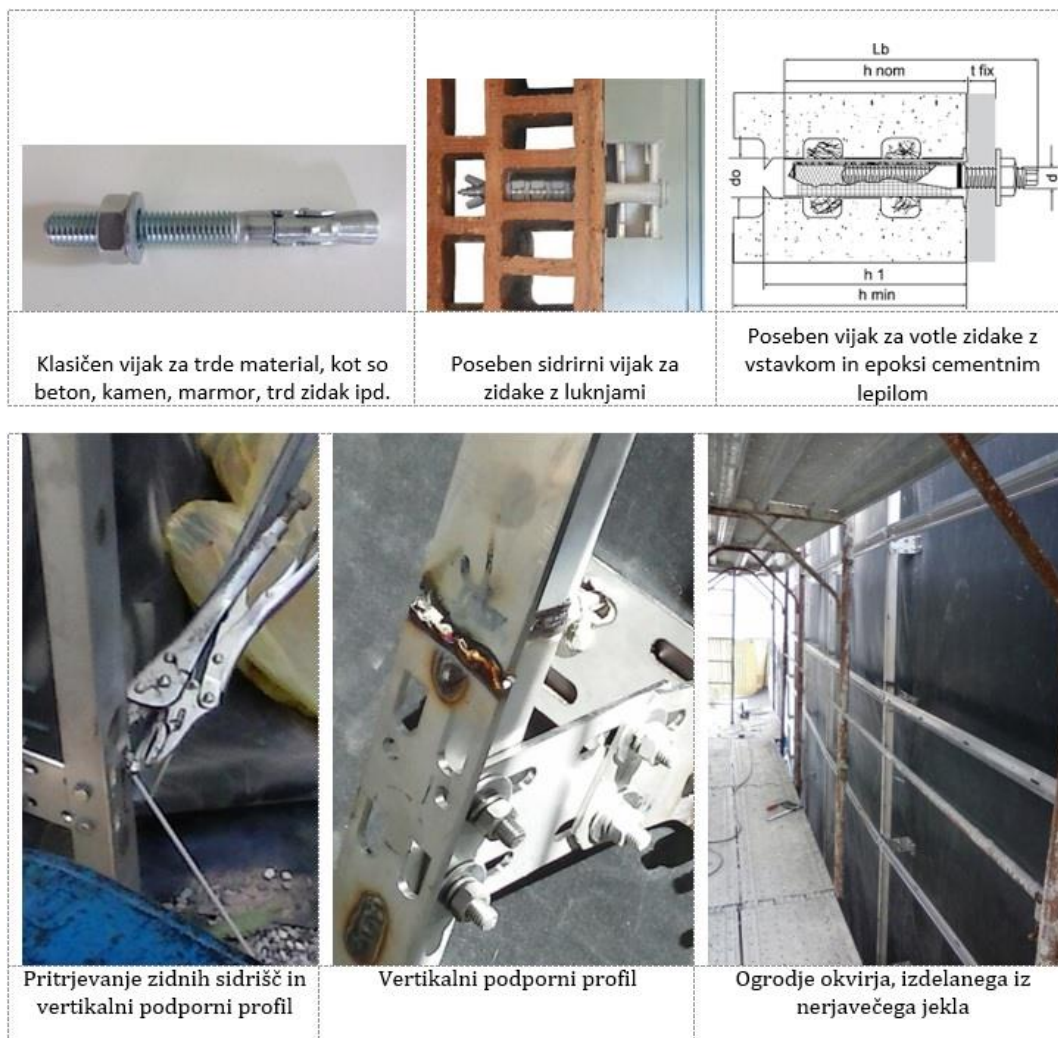 Lb
h nom
t fix
do
d
h 1
h min
Klasičen vijak za trde material, kot so
beton, kamen, marmor, trd zidak ipd.
Poseben sidrirni vijak za
zidake z luknjami
Poseben vijak za votle zidake z
vstavkom in epoksi cementnim
lepilom
Pritrjevanje zidnih sidrišč in
vertikalni podporni profil
Vertikalni podporni profil
Ogrodje okvirja, izdelanega iz
nerjavečega jekla